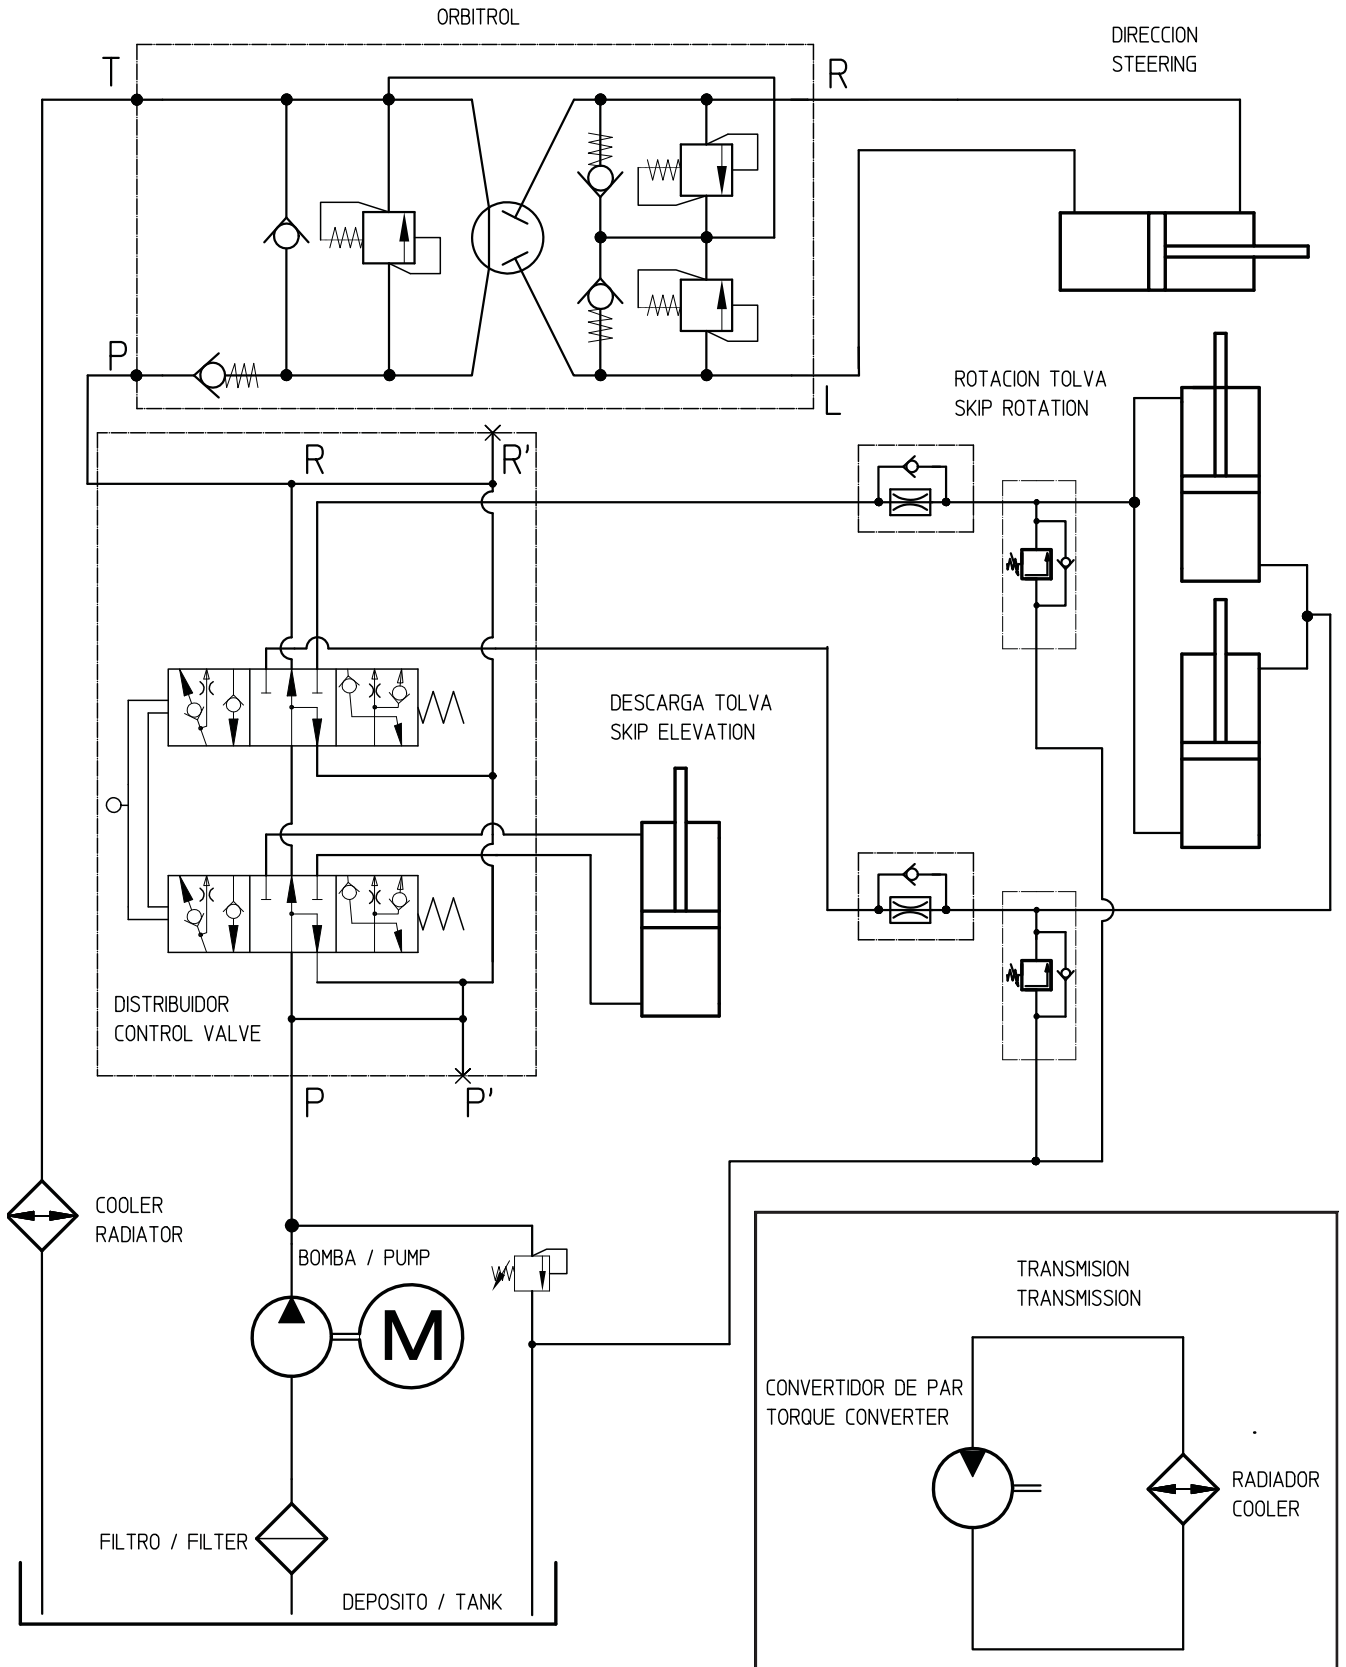 ORBITROL
DIRECCION
STEERING
T
R
P
L
ROTACION TOLVA
SKIP ROTATION
R
R'
DESCARGA TOLVA
SKIP ELEVATION
DISTRIBUIDOR
CONTROL VALVE
P
P'
COOLER
RADIATOR
BOMBA / PUMP
M
TRANSMISION
TRANSMISSION
CONVERTIDOR DE PAR
TORQUE CONVERTER
RADIADOR
COOLER
FILTRO / FILTER
DEPOSITO / TANK